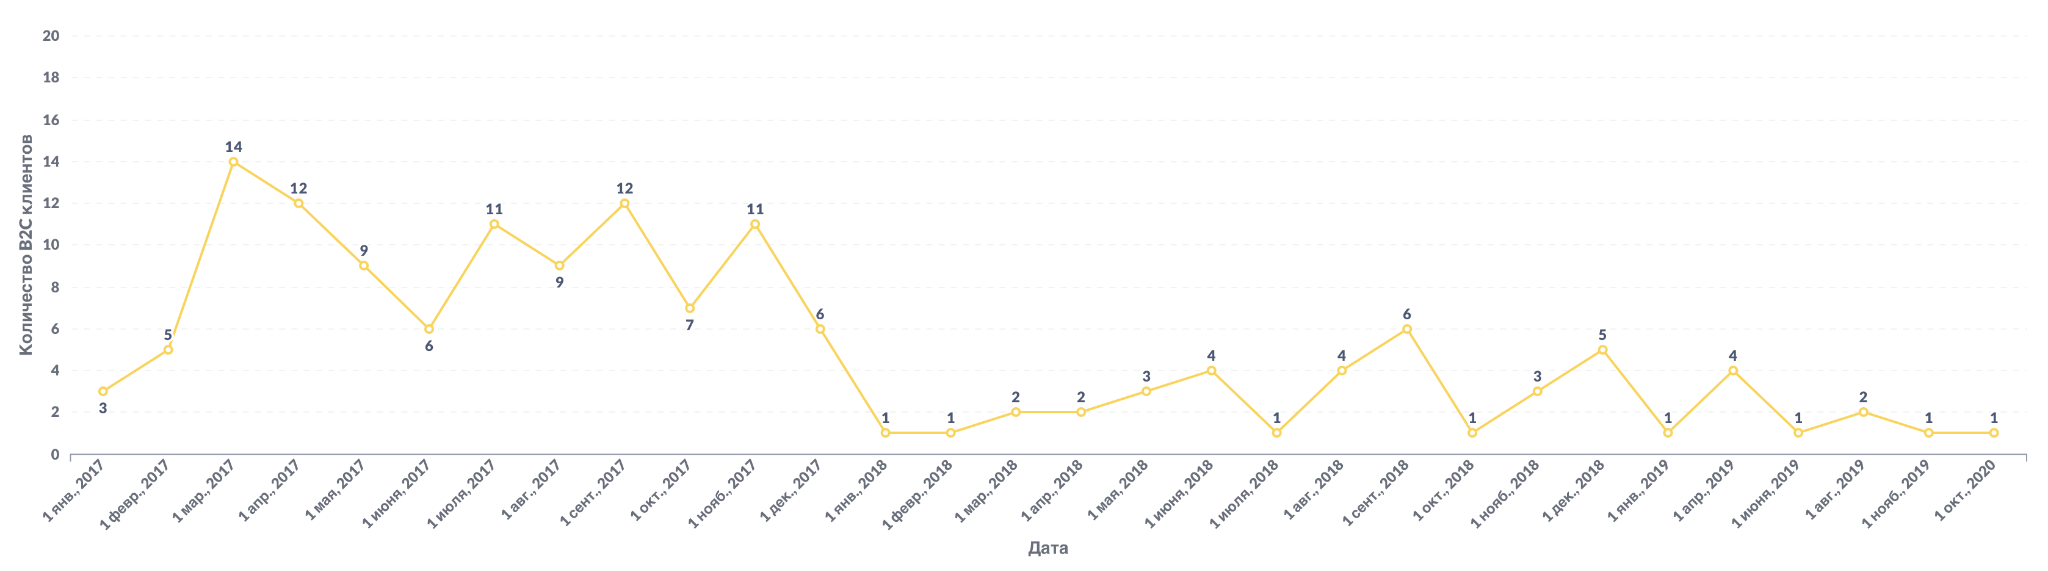 20
18
16
14
12
10
8
6
4
2
0
Количество B2C клиентов
3
5
14
12
9
6
11
9
12
7
11
6
1
1
2
2
3
4
1
4
6
1
3
5
1
4
1
2
1
1
1 янв., 2017
1 февр., 2017
1 мар., 2017
1 апр., 2017
1 мая, 2017
1 июня, 2017
1 июля, 2017
1 авг., 2017
1 сент., 2017
1 окт., 2017
1 нояб., 2017
1 дек., 2017
1 янв., 2018
1 февр., 2018
1 мар., 2018
1 апр., 2018
1 мая, 2018
1 июня, 2018
1 июля, 2018
1 авг., 2018
1 сент., 2018
1 окт., 2018
1 нояб., 2018
1 дек., 2018
1 янв., 2019
1 апр., 2019
1 июня, 2019
1 авг., 2019
1 нояб., 2019
1 окт., 2020
Дата